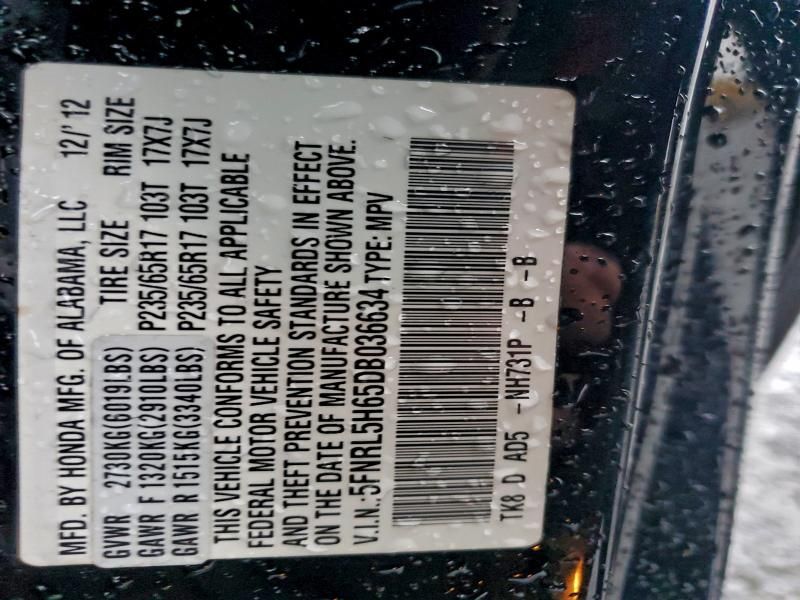 MFD. BY HONDA MFG. OF ALABAMA, LLC 12/'12
GVWR 2730KG(6019LBS) TIRE SIZE RIM SIZE
GAWR F 1320KG(2910LBS) P235/65R17 103T 17X7J
GAWR R 1515KG(3340LBS) P235/65R17 103T 17X7J
THIS VEHICLE CONFORMS TO ALL APPLICABLE
FEDERAL MOTOR VEHICLE SAFETY
AND THEFT PREVENTION STANDARDS IN EFFECT
ON THE DATE OF MANUFACTURE SHOWN ABOVE.
V.I.N.:5FNRL5H65DB036634 TYPE: MPV
TK8 D AD5 -NH731P -B -B